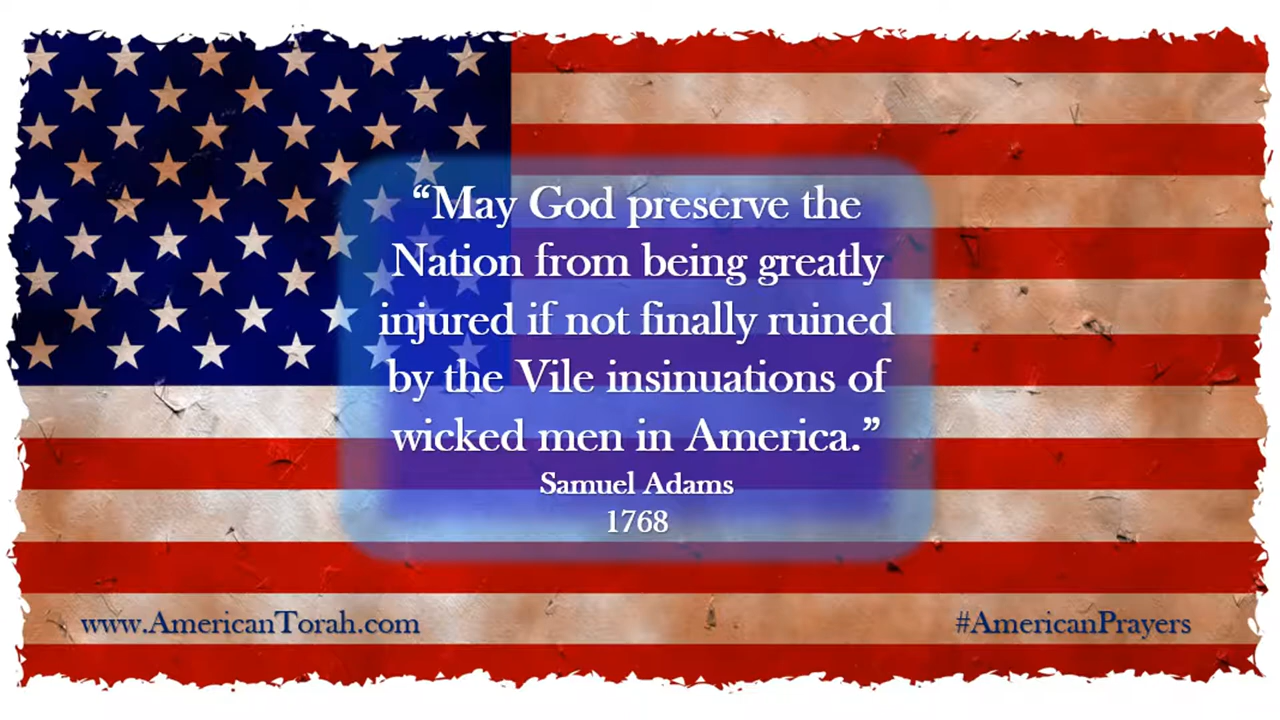 “May God preserve the
Nation from being greatly
injured if not finally ruined
by the Vile insinuations of
wicked men in America.”
Samuel Adams
1768
www.AmericanTorah.com
#AmericanPrayers